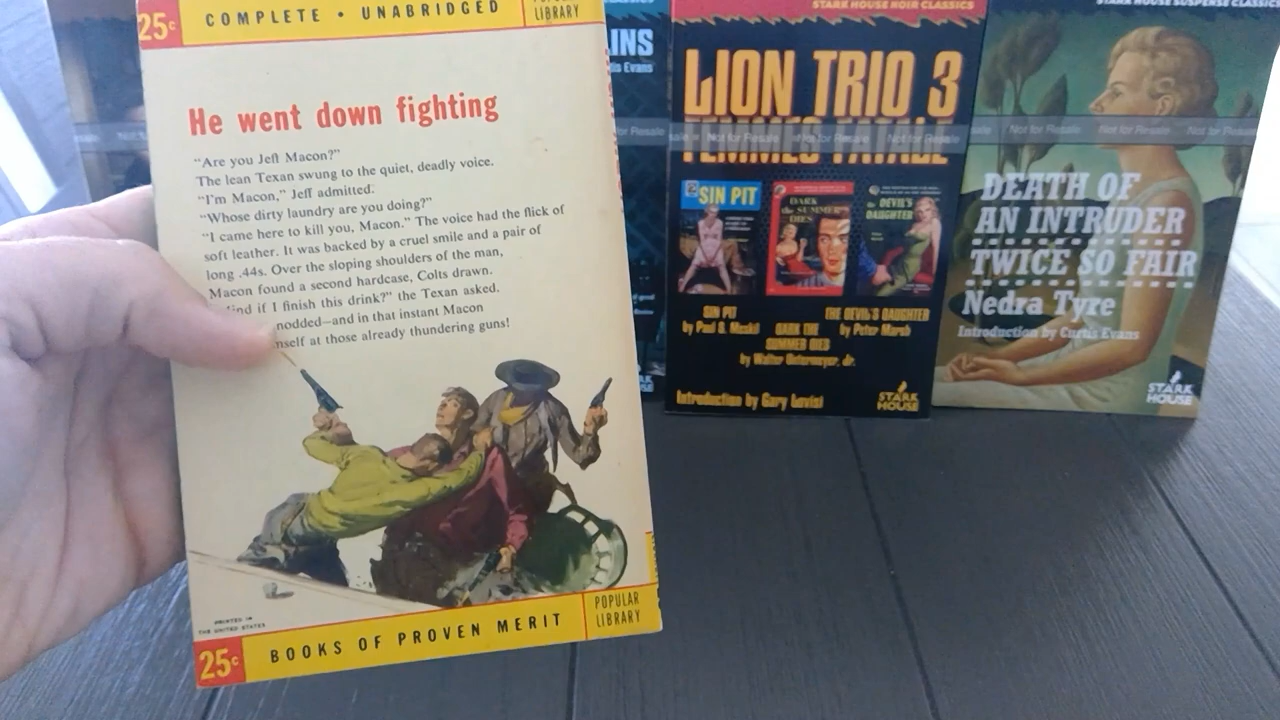 25¢ COMPLETE • UNABRIDGED POPULAR LIBRARY
He went down fighting
"Are you Jeff Macon?"
The lean Texan swung to the quiet, deadly voice.
"I'm Macon," Jeff admitted.
"Whose dirty laundry are you doing?"
"I came here to kill you, Macon." The voice had the flick of
soft leather. It was backed by a cruel smile and a pair of
long .44s. Over the sloping shoulders of the man,
Macon found a second hardcase, Colts drawn.
if I finish this drink?" the Texan asked.
nodded—and in that instant Macon
self at those already thundering guns!
PRINTED IN
THE UNITED STATES
25¢ BOOKS OF PROVEN MERIT
POPULAR
LIBRARY
INS
Evans
STARK HOUSE NOIR CLASSICS
LION TRIO 3
FEMMES FATALE
Not for Resale
SIN PIT
DARK
the SUMMER
DIES
The DEVIL'S
DAUGHTER
SIN PIT
by Paul S. Meskil
DARK THE
SUMMER DIES
by Walter Untermeyer, Jr.
THE DEVIL'S DAUGHTER
by Peter Marsh
Introduction by Gary Lovisi
STARK
HOUSE
STARK HOUSE SUSPENSE CLASSICS
Not for Resale
DEATH OF
AN INTRUDER
TWICE SO FAIR
Nedra Tyre
Introduction by Curtis Evans
STARK
HOUSE